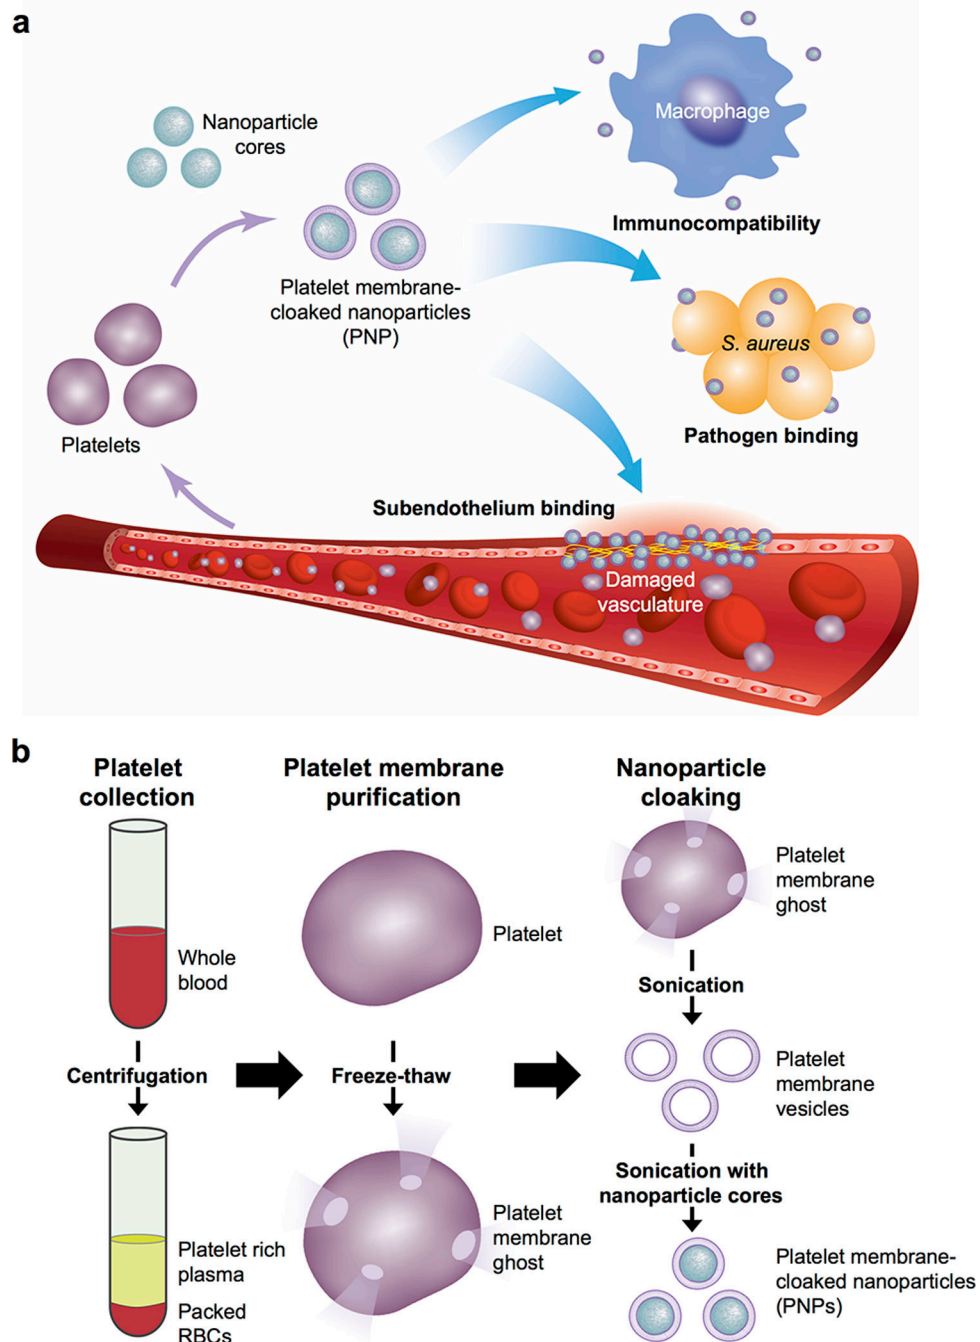 a
Nanoparticle
cores
Macrophage
Immunocompatibility
Platelet membrane-
cloaked nanoparticles
(PNP)
S. aureus
Pathogen binding
Platelets
Subendothelium binding
Damaged
vasculature
b
Platelet
collection
Whole
blood
Centrifugation
Platelet rich
plasma
Packed
RBCs
Platelet membrane
purification
Platelet
Freeze-thaw
Platelet
membrane
ghost
Nanoparticle
cloaking
Platelet
membrane
ghost
Sonication
Platelet
membrane
vesicles
Sonication with
nanoparticle cores
Platelet membrane-
cloaked nanoparticles
(PNPs)